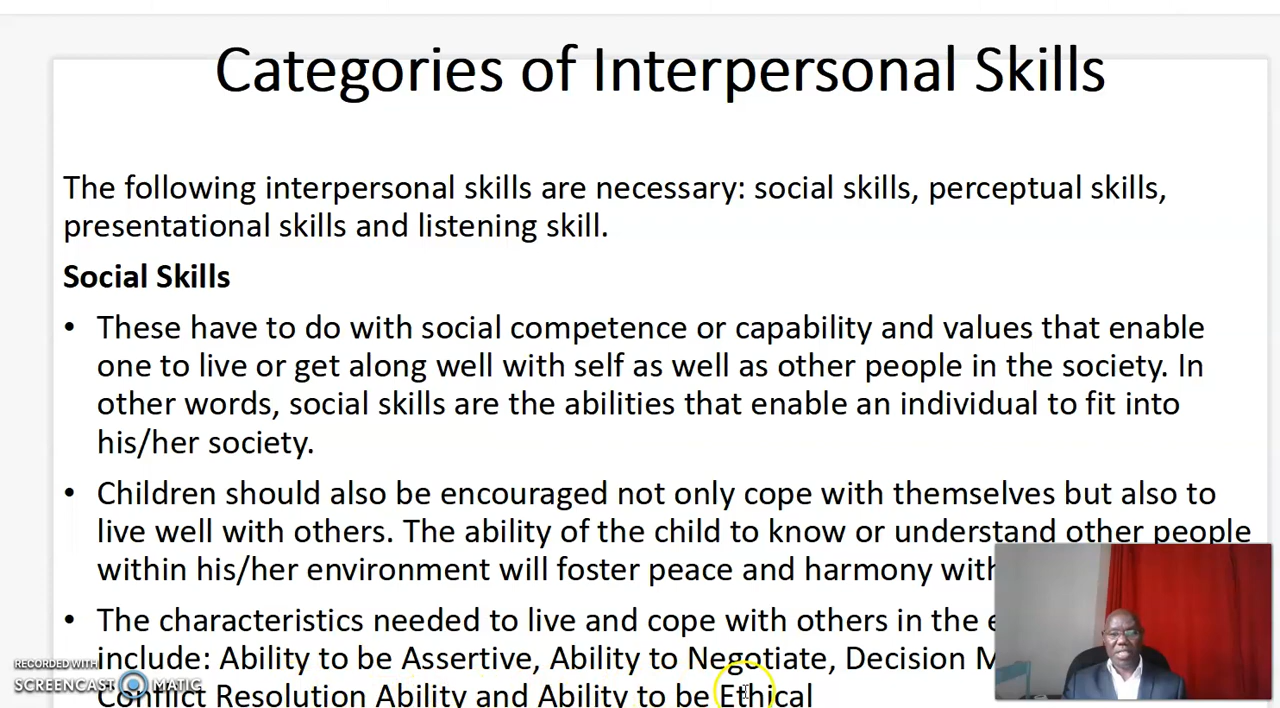 Categories of Interpersonal Skills
The following interpersonal skills are necessary: social skills, perceptual skills,
presentational skills and listening skill.
Social Skills
• These have to do with social competence or capability and values that enable
one to live or get along well with self as well as other people in the society. In
other words, social skills are the abilities that enable an individual to fit into
his/her society.
• Children should also be encouraged not only cope with themselves but also to
live well with others. The ability of the child to know or understand other people
within his/her environment will foster peace and harmony
• The characteristics needed to live and cope with others in the
include: Ability to be Assertive, Ability to Negotiate, Decision
Conflict Resolution Ability and Ability to be Ethical
RECORDED WITH
SCREENCAST MATIC